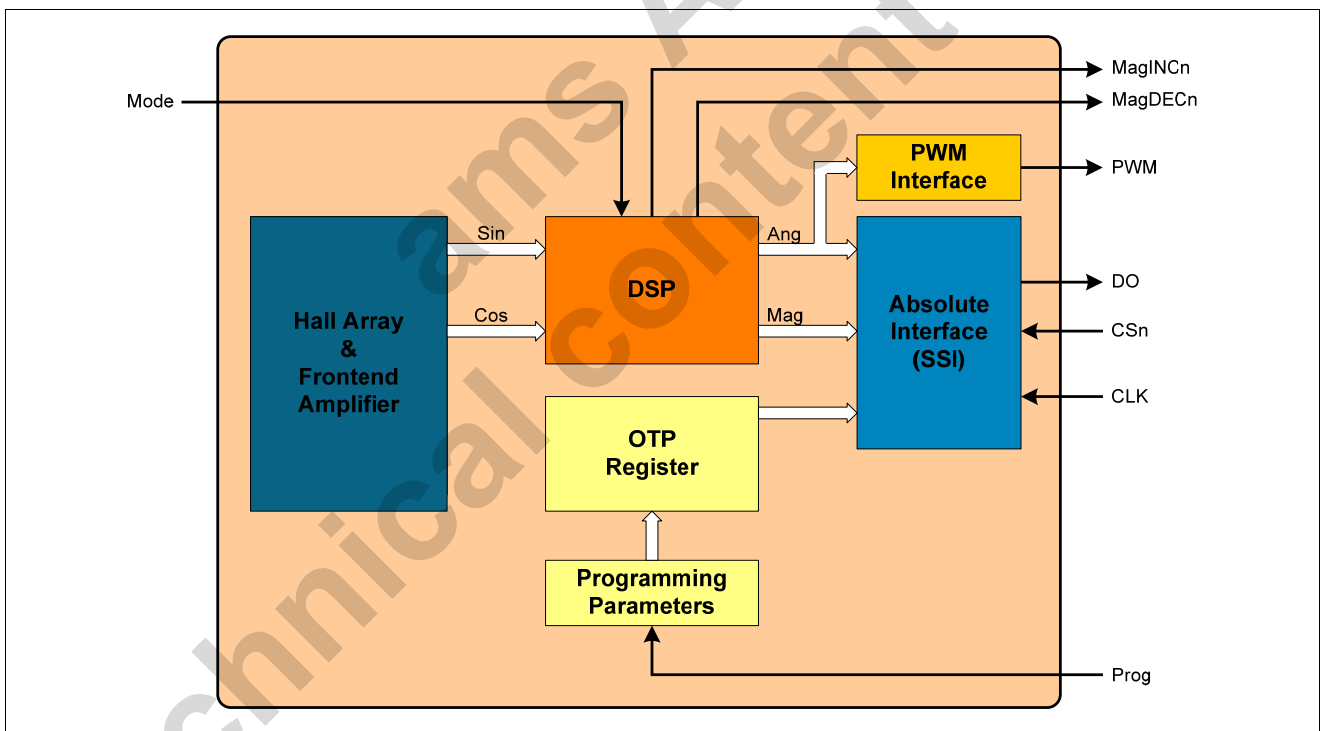 MagINCn
Mode
MagDECn
PWM
Interface
PWM
Sin
Ang
Hall Array
&
Frontend
Amplifier
Cos
DSP
Mag
Absolute
Interface
(SSI)
DO
CSn
CLK
OTP
Register
Programming
Parameters
Prog
ams A
chnical content